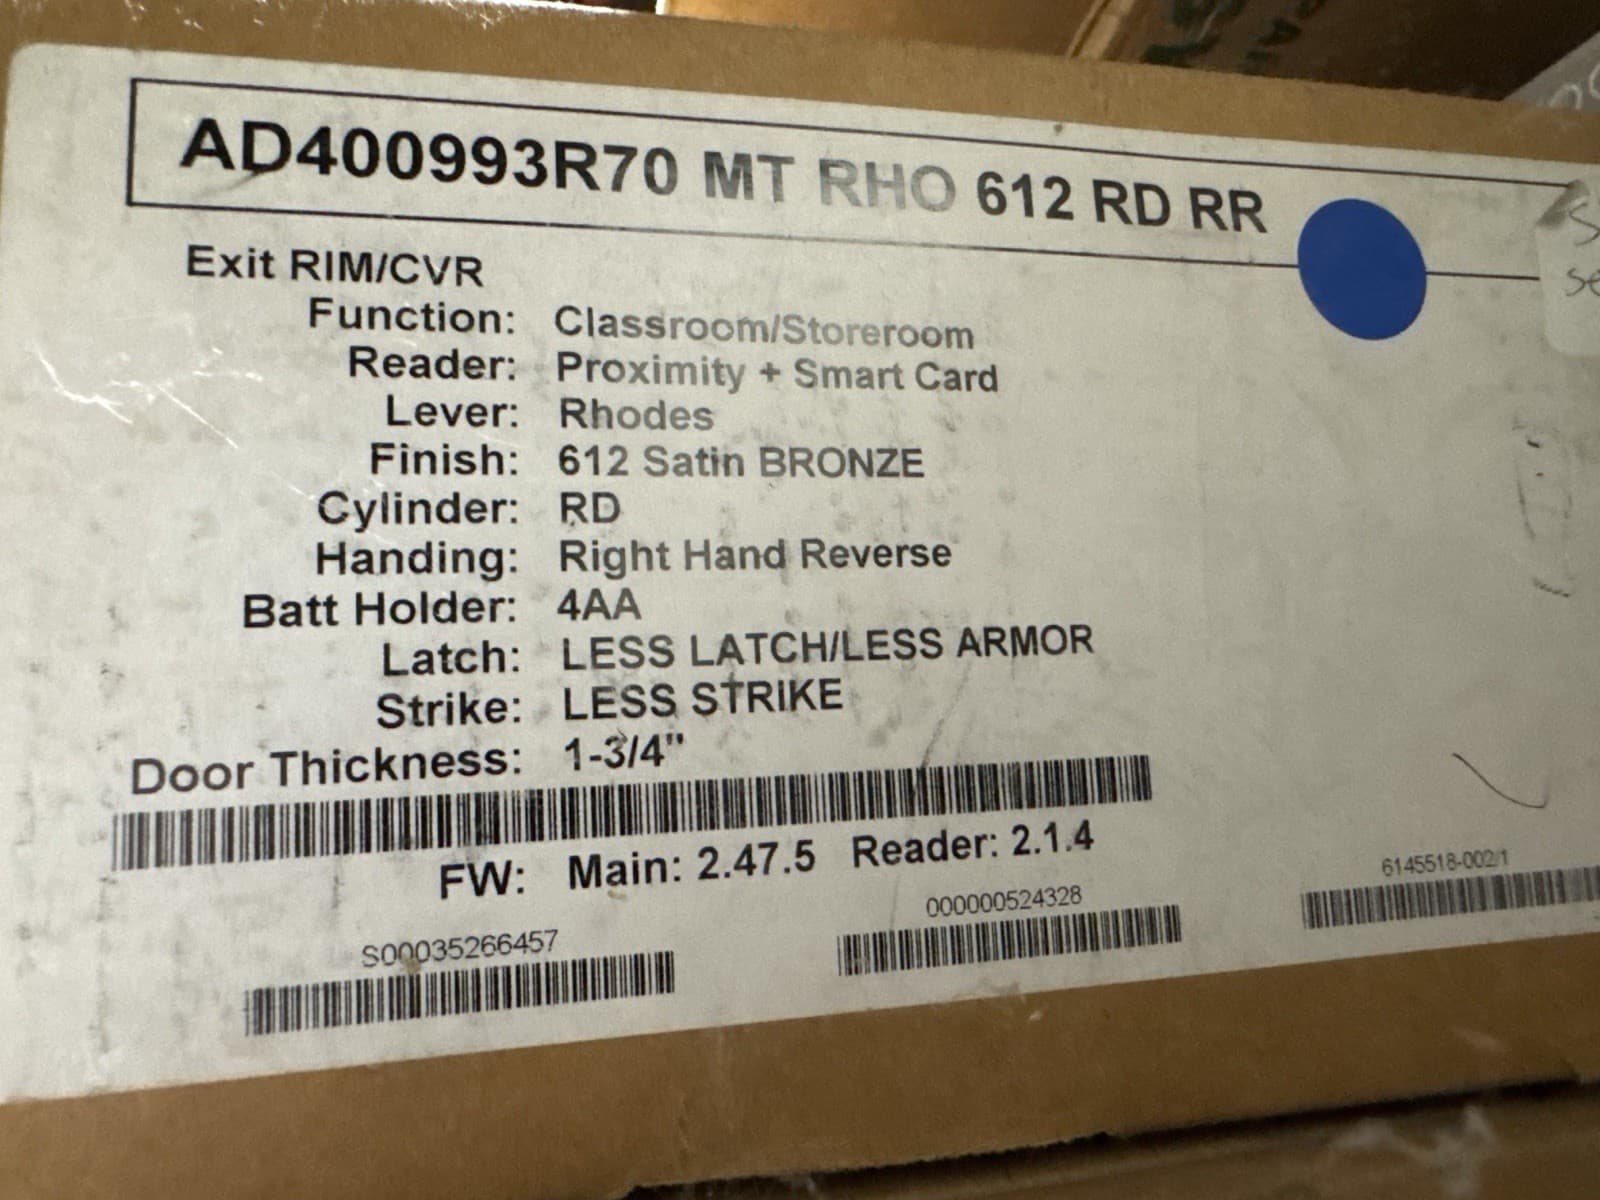 AD400993R70 MT RHO 612 RD RR
Exit RIM/CVR
Function: Classroom/Storeroom
Reader: Proximity + Smart Card
Lever: Rhodes
Finish: 612 Satin BRONZE
Cylinder: RD
Handing: Right Hand Reverse
Batt Holder: 4AA
Latch: LESS LATCH/LESS ARMOR
Strike: LESS STRIKE
Door Thickness: 1-3/4"
FW: Main: 2.47.5 Reader: 2.1.4
S00035266457
000000524328
6145518-002/1